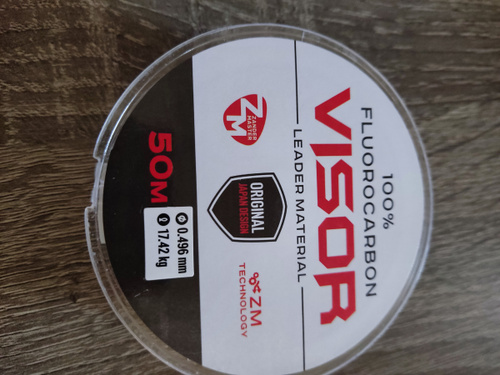 100%
FLUOROCARBON
VISOR
LEADER MATERIAL
ZM
ZANDER
MASTER
ORIGINAL
JAPAN DESIGN
ZM
TECHNOLOGY
50M
0.496 mm
17.42 kg